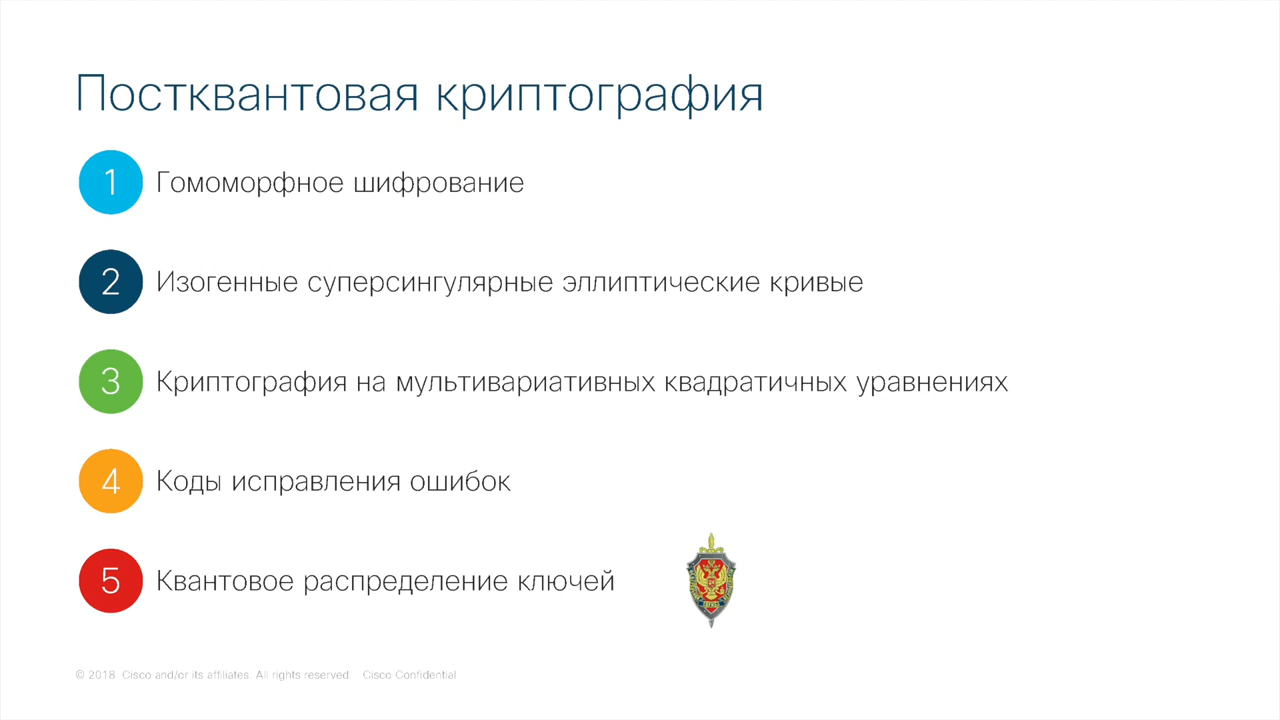 Постквантовая криптография
1 Гомоморфное шифрование
2 Изогенные суперсингулярные эллиптические кривые
3 Криптография на мультивариативных квадратичных уравнениях
4 Коды исправления ошибок
5 Квантовое распределение ключей
© 2018 Cisco and/or its affiliates. All rights reserved. Cisco Confidential